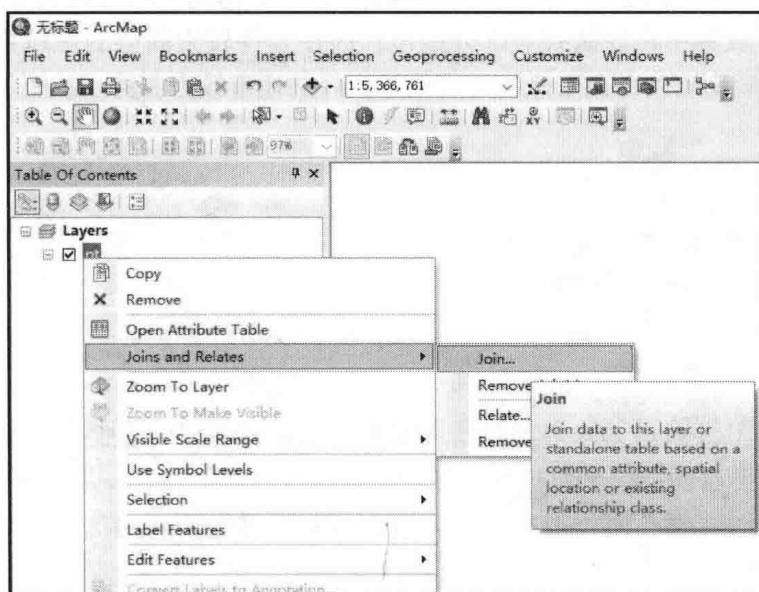 无标题 - ArcMap
File Edit View Bookmarks Insert Selection Geoprocessing Customize Windows Help
1:5,366,761
97%
Table Of Contents
Layers
Copy
Remove
Open Attribute Table
Joins and Relates
Join...
Zoom To Layer
Remove
Zoom To Make Visible
Relate...
Visible Scale Range
Remove
Use Symbol Levels
Selection
Label Features
Edit Features
Convert Labels to Annotation...
Join
Join data to this layer or
standalone table based on a
common attribute, spatial
location or existing
relationship class.